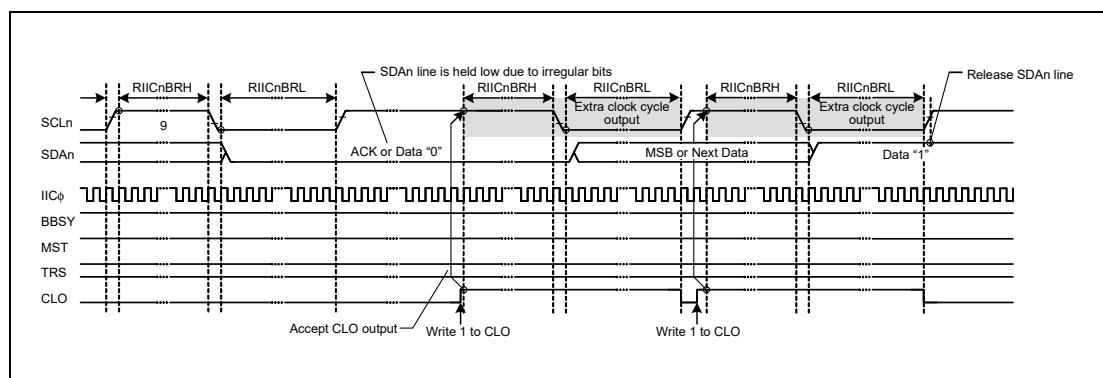 SDAn line is held low due to irregular bits
Release SDAn line
RIICnBRH
RIICnBRL
RIICnBRH
RIICnBRL
RIICnBRH
RIICnBRL
SCLn
9
Extra clock cycle
output
Extra clock cycle
output
SDAn
ACK or Data “0”
MSB or Next Data
Data “1”
IICϕ
BBSY
MST
TRS
CLO
Accept CLO output
Write 1 to CLO
Write 1 to CLO